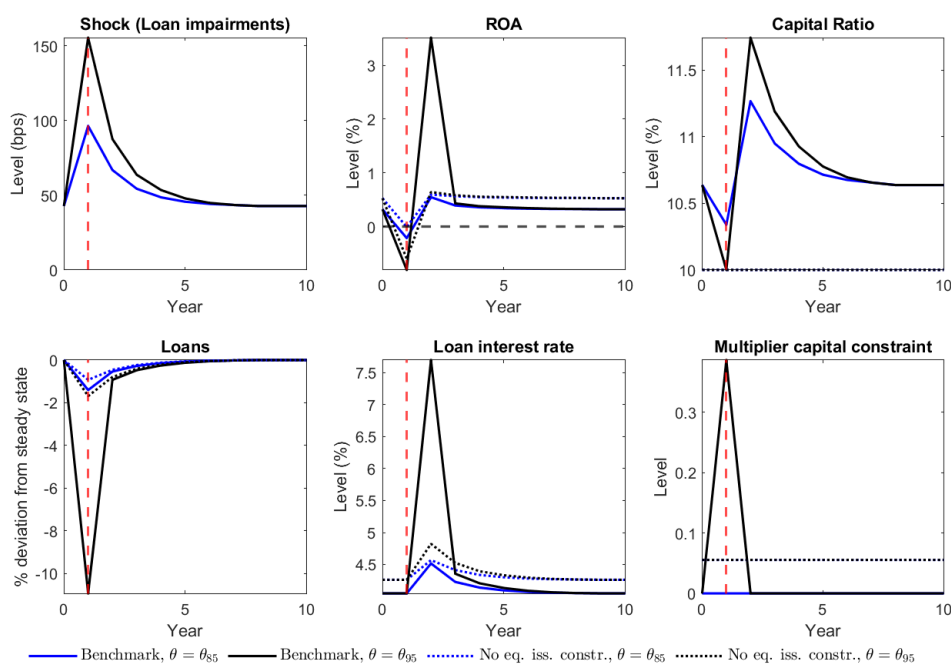 Shock (Loan impairments)
150
100
50
0
Level (bps)
0 5 10
Year
ROA
3
2
1
0
Level (%)
0 5 10
Year
Capital Ratio
11.5
11
10.5
10
Level (%)
0 5 10
Year
Loans
0
-2
-4
-6
-8
-10
% deviation from steady state
0 5 10
Year
Loan interest rate
7.5
7
6.5
6
5.5
5
4.5
Level (%)
0 5 10
Year
Multiplier capital constraint
0.3
0.2
0.1
0
Level
0 5 10
Year
Benchmark, θ = θ85 Benchmark, θ = θ95 No eq. iss. constr., θ = θ85 No eq. iss. constr., θ = θ95